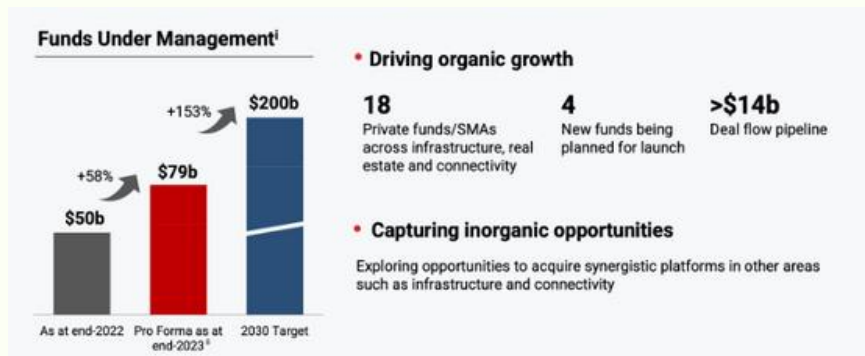 Funds Under Managementⁱ
+153%
$200b
+58%
$79b
$50b
As at end-2022
Pro Forma as at
end-2023ⁱⁱ
2030 Target
• Driving organic growth
18
Private funds/SMAs
across infrastructure, real
estate and connectivity
4
New funds being
planned for launch
>$14b
Deal flow pipeline
• Capturing inorganic opportunities
Exploring opportunities to acquire synergistic platforms in other areas
such as infrastructure and connectivity